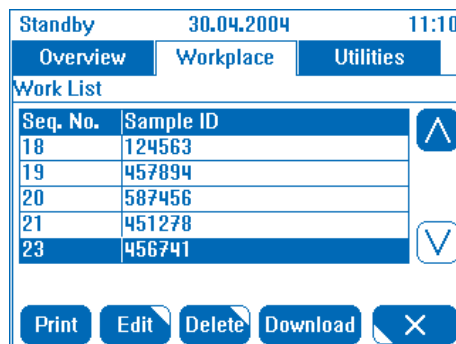 Standby 30.04.2004 11:10
Overview Workplace Utilities
Work List
Seq. No. Sample ID
18 124563
19 457894
20 587456
21 451278
23 456741
Print Edit Delete Download